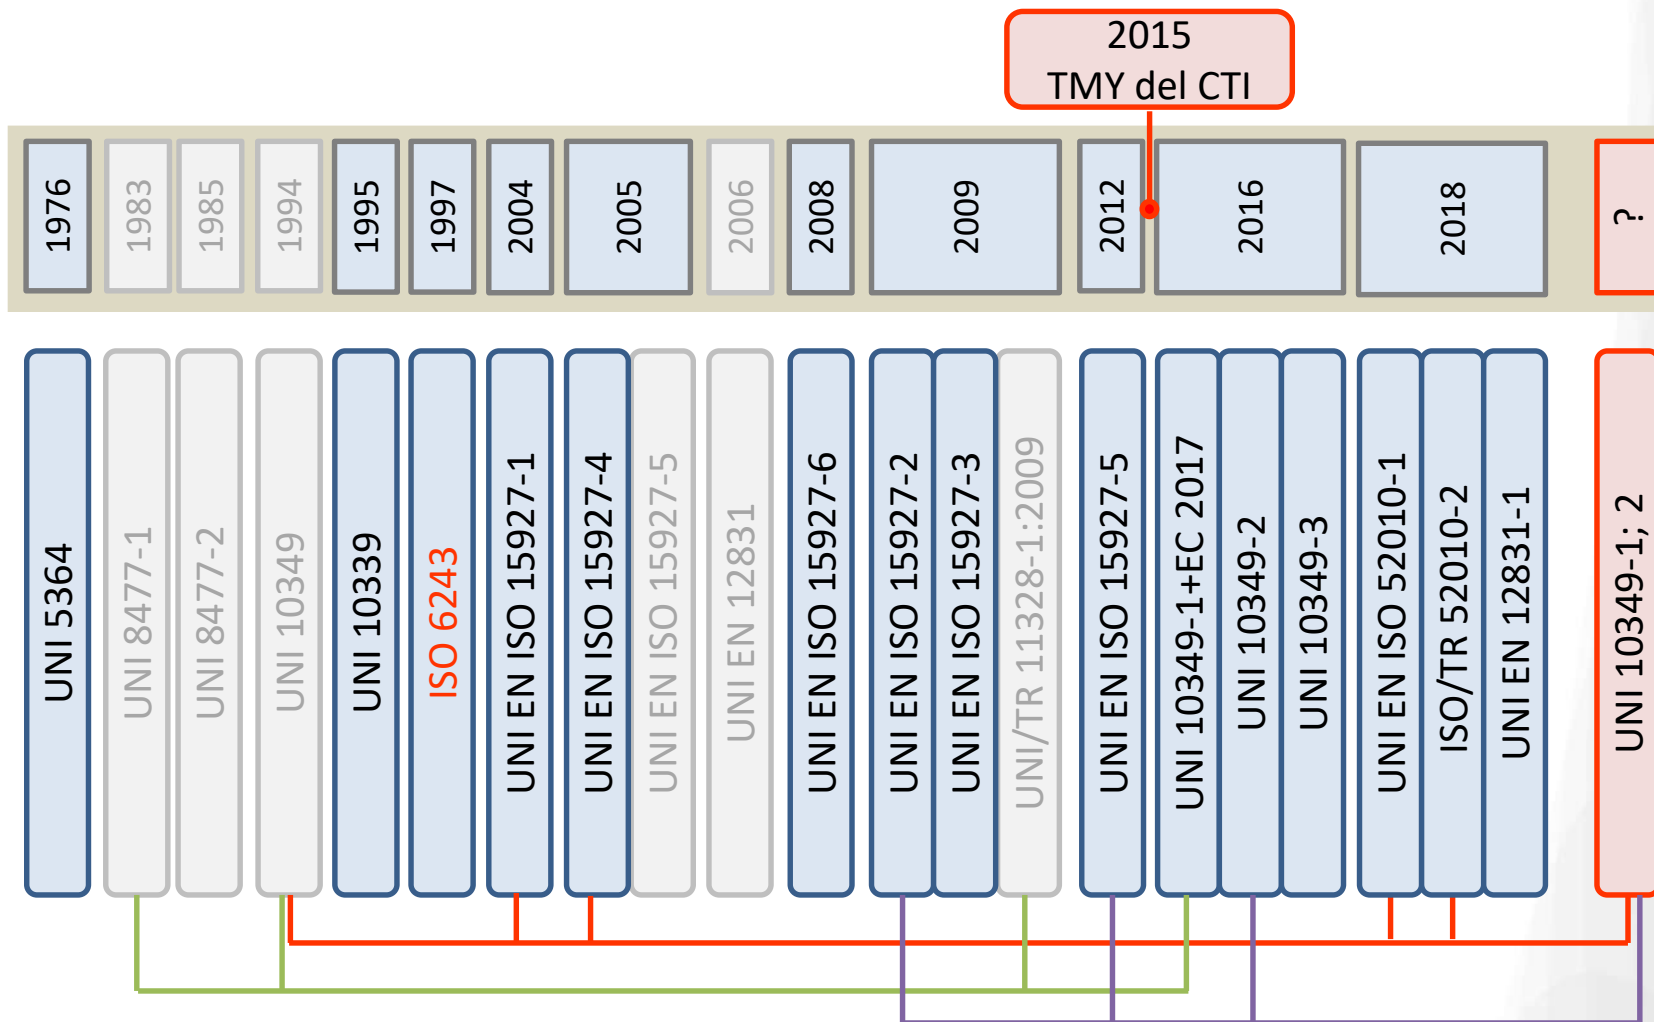 2015
TMY del CTI
1976
1983
1985
1994
1995
1997
2004
2005
2006
2008
2009
2012
2016
2018
?
UNI 5364
UNI 8477-1
UNI 8477-2
UNI 10349
UNI 10339
ISO 6243
UNI EN ISO 15927-1
UNI EN ISO 15927-4
UNI EN ISO 15927-5
UNI EN 12831
UNI EN ISO 15927-6
UNI EN ISO 15927-2
UNI EN ISO 15927-3
UNI/TR 11328-1:2009
UNI EN ISO 15927-5
UNI 10349-1+EC 2017
UNI 10349-2
UNI 10349-3
UNI EN ISO 52010-1
ISO/TR 52010-2
UNI EN 12831-1
UNI 10349-1; 2